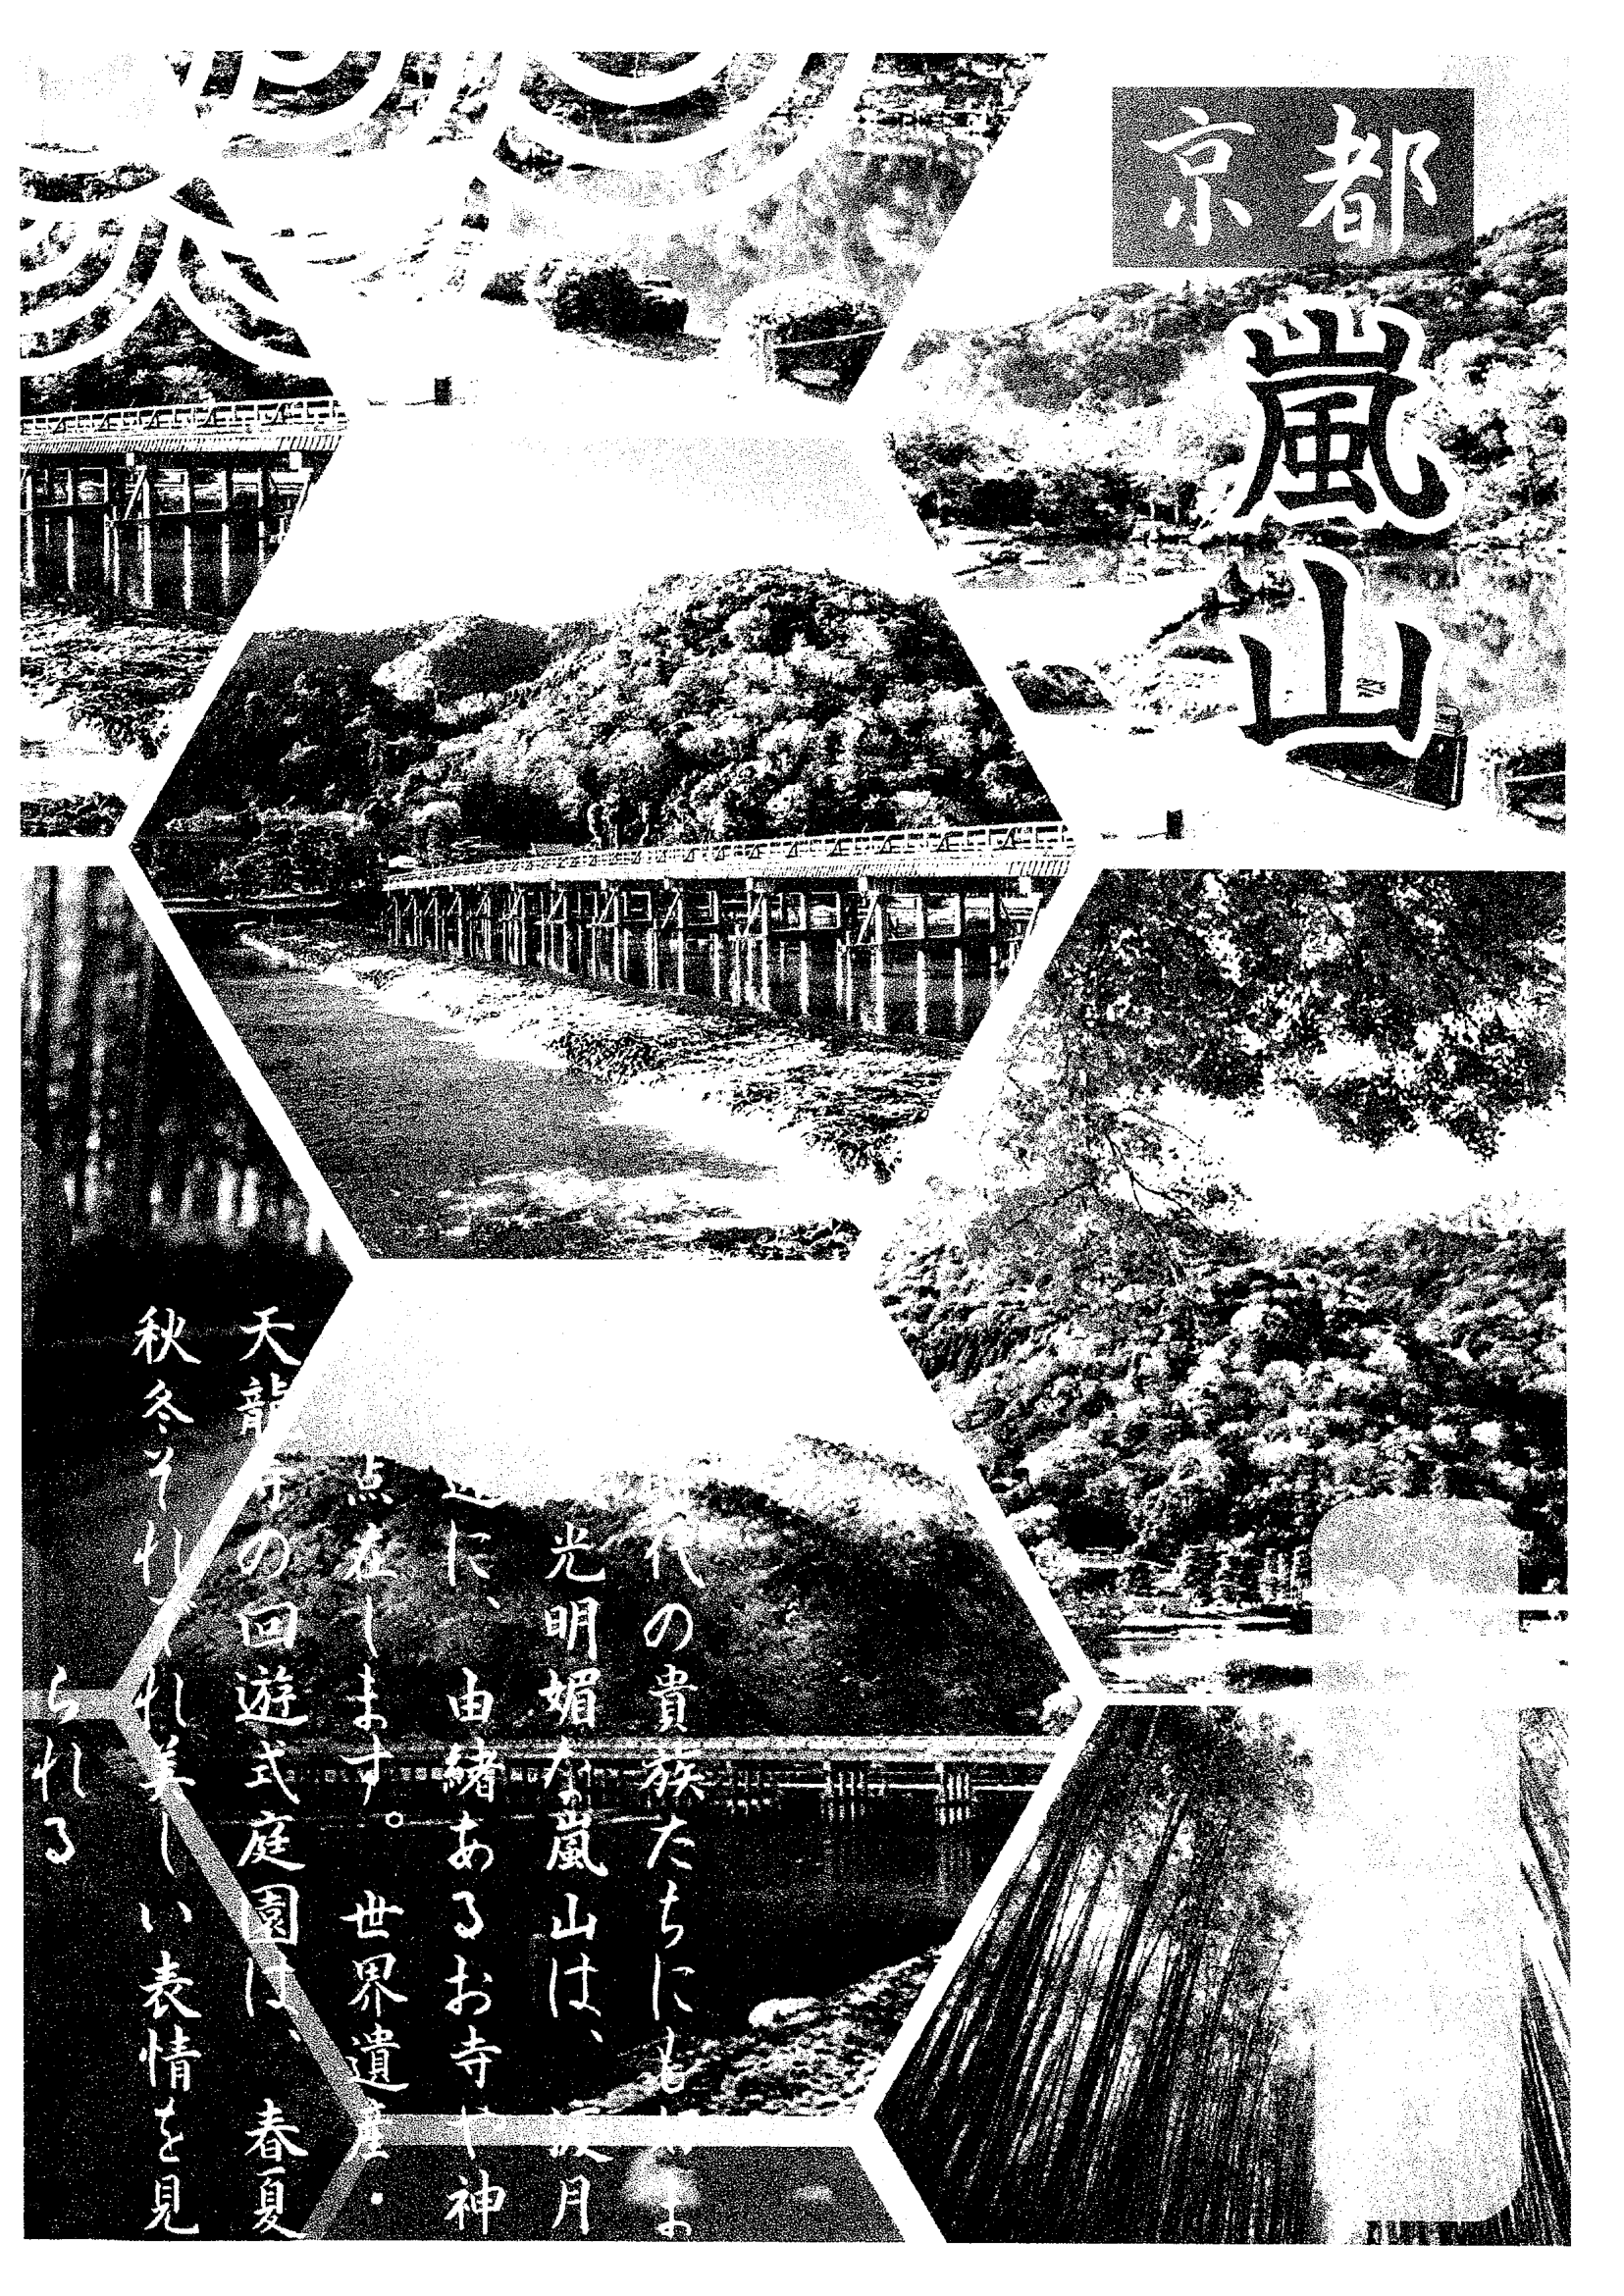 京都
嵐山
代の貴族たちにも
光明媚な嵐山は、渡月
に、由緒あるお寺や神
点在します。世界遺産・
天龍寺の回遊式庭園は、春夏
秋冬それぞれ美しい表情を見
られる